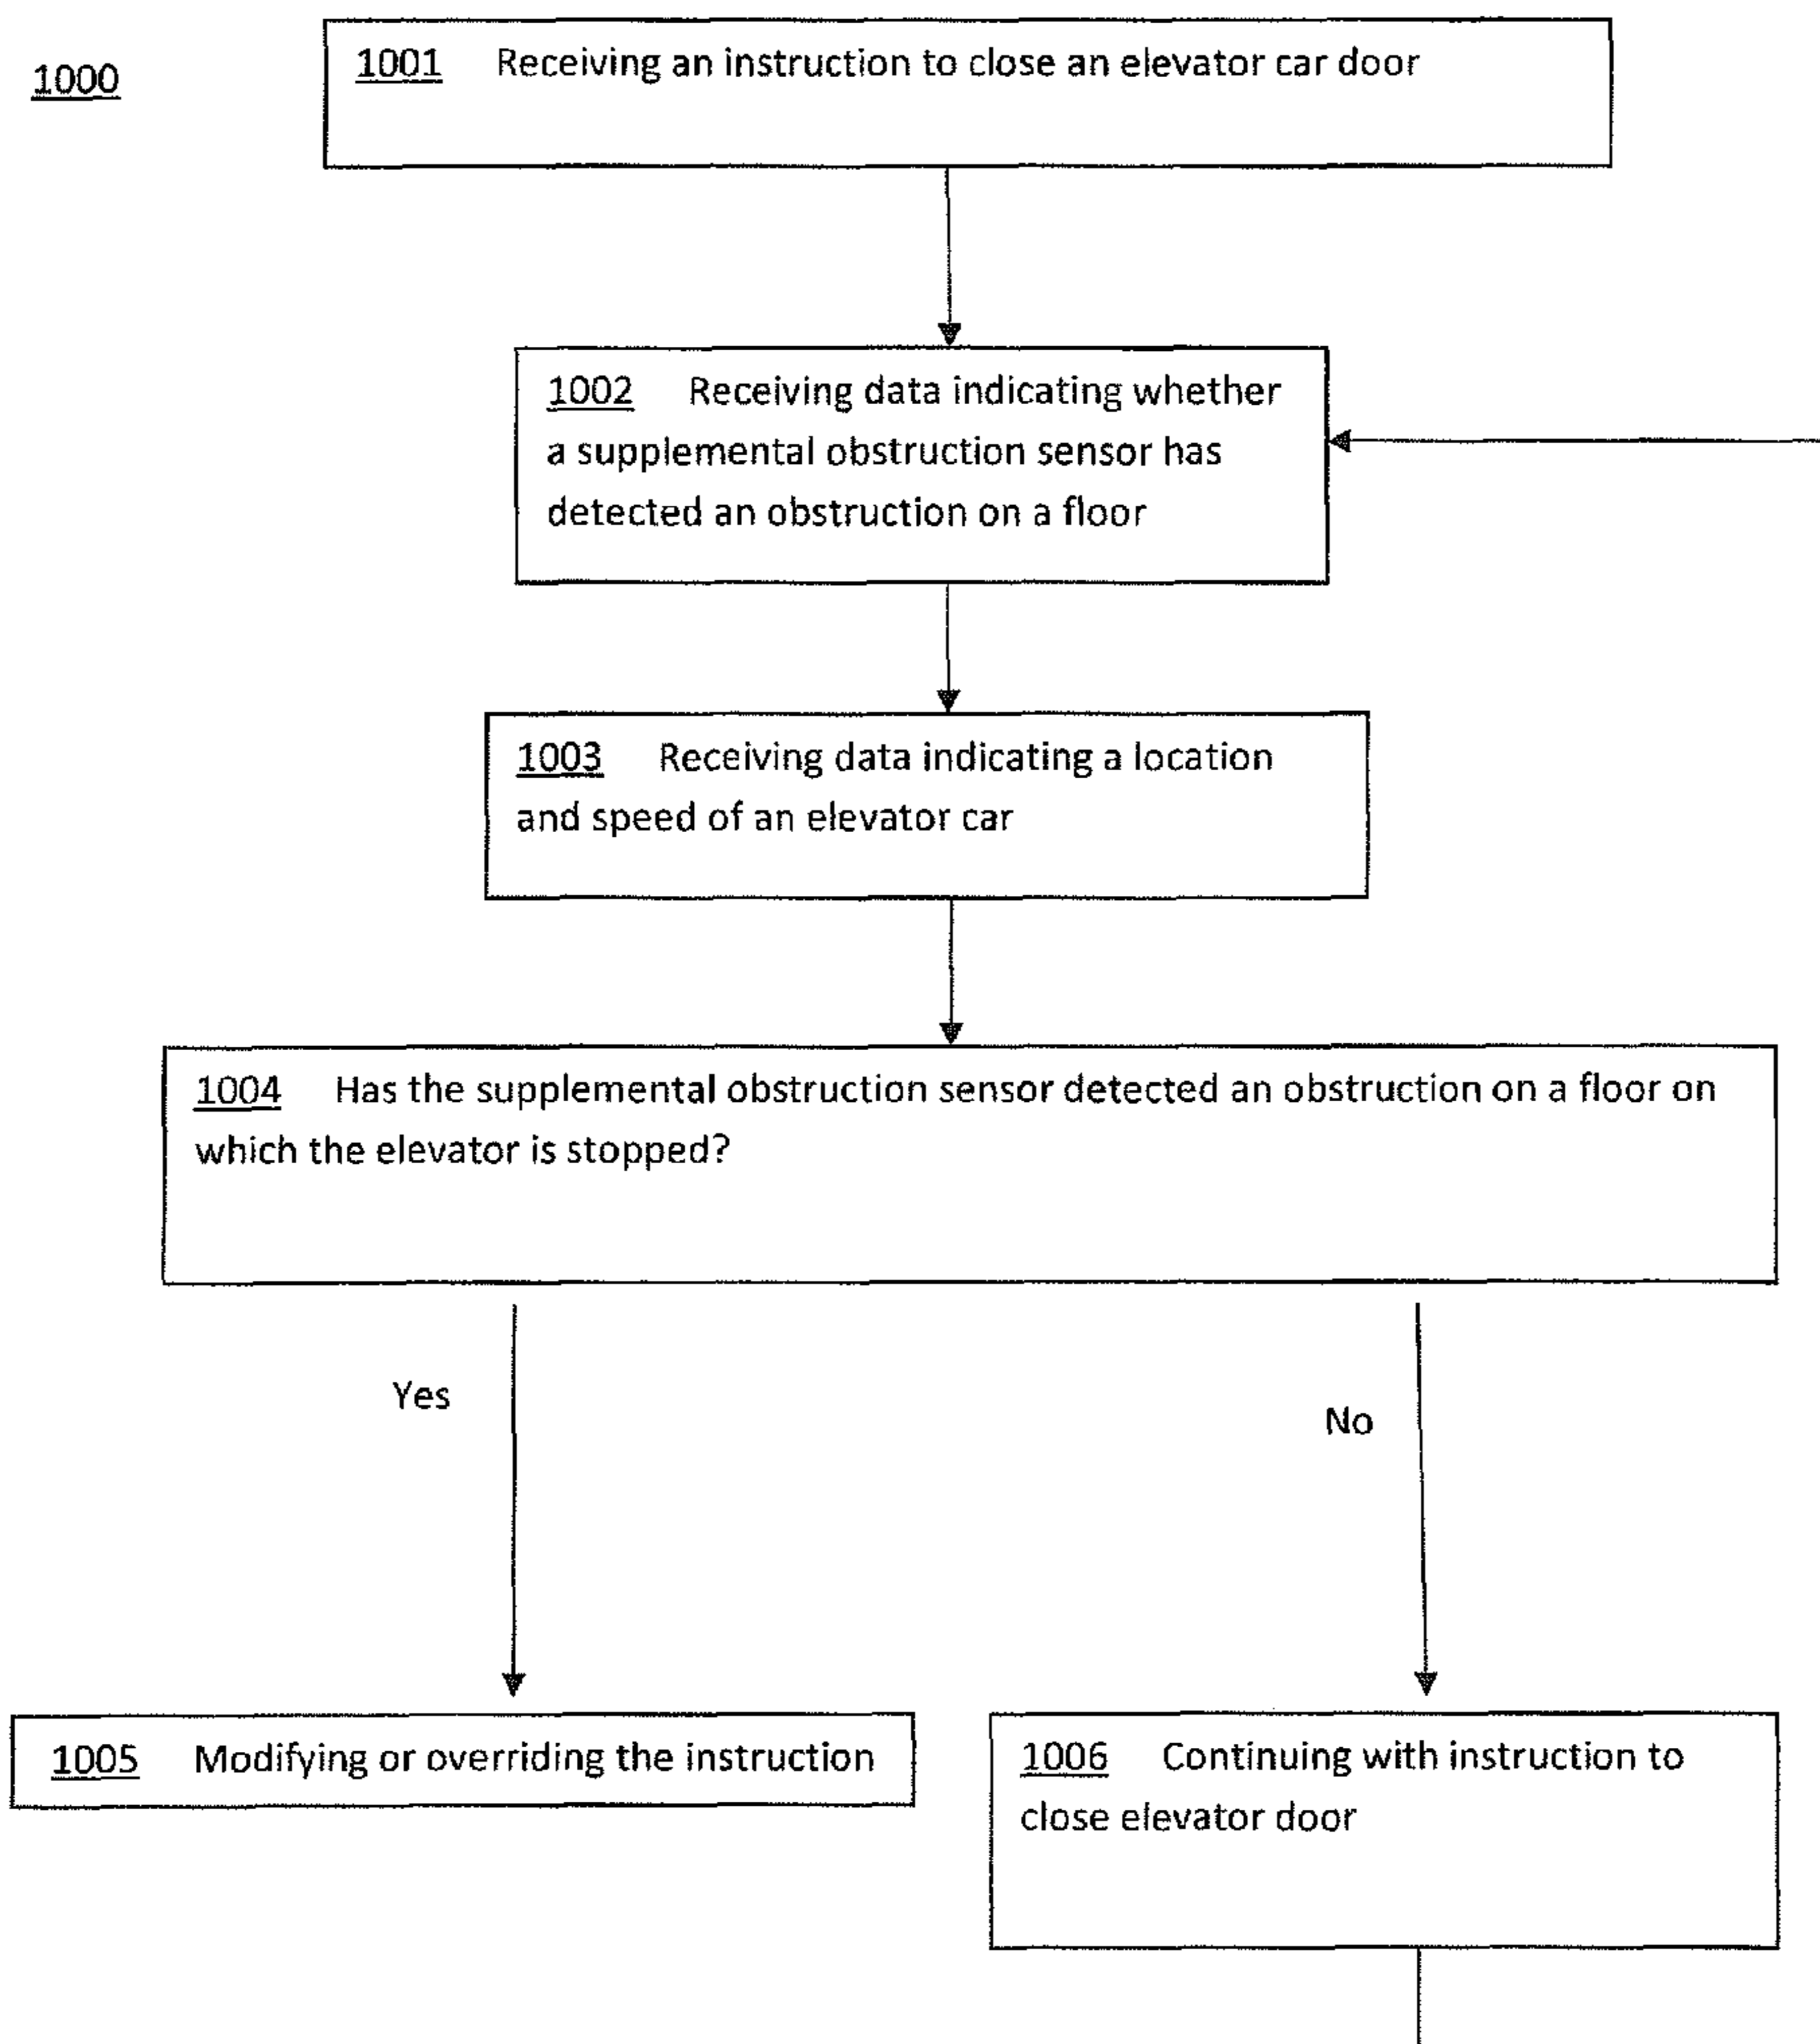 1000
1001 Receiving an instruction to close an elevator car door
1002 Receiving data indicating whether
a supplemental obstruction sensor has
detected an obstruction on a floor
1003 Receiving data indicating a location
and speed of an elevator car
1004 Has the supplemental obstruction sensor detected an obstruction on a floor on
which the elevator is stopped?
Yes
No
1005 Modifying or overriding the instruction
1006 Continuing with instruction to
close elevator door